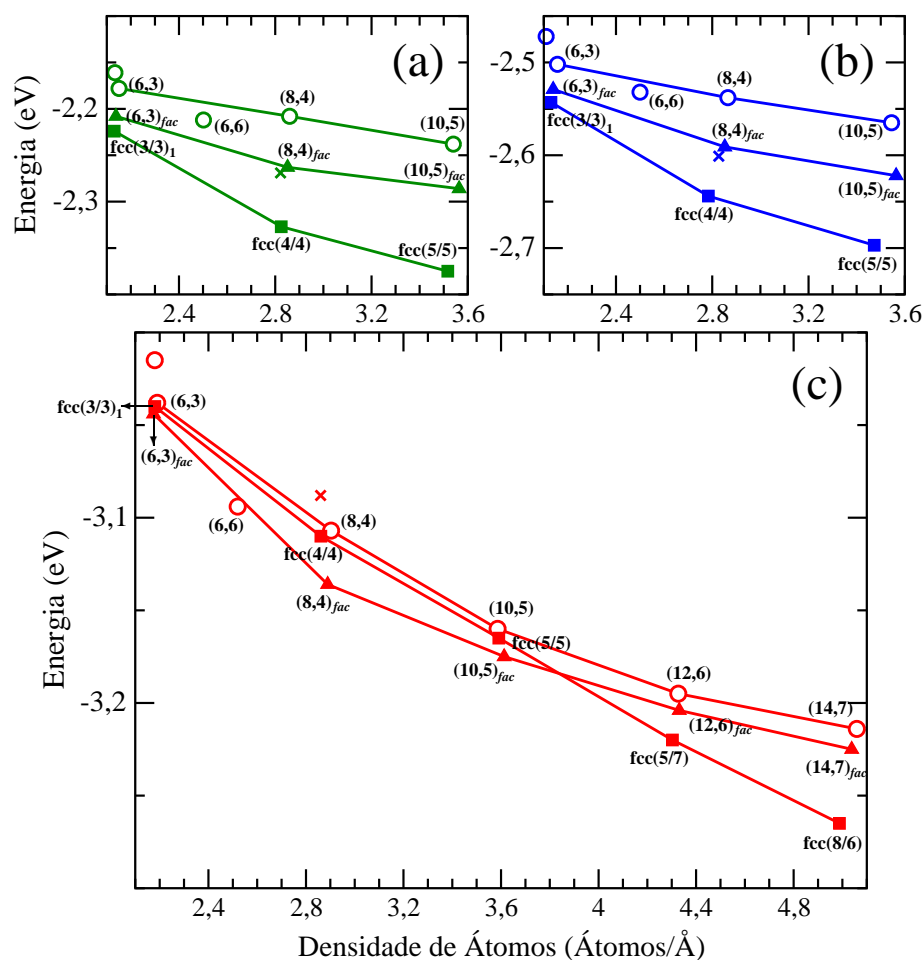 (a)
-2,2
-2,3
Energia (eV)
(6,3)
(8,4)
(6,6)
(10,5)
(6,3)fac
fcc(3/3)1
(8,4)fac
(10,5)fac
fcc(4/4)
fcc(5/5)
2.4 2.8 3.2 3.6
(b)
-2,5
-2,6
-2,7
(6,3)
(8,4)
(6,6)
(10,5)
(6,3)fac
fcc(3/3)1
(8,4)fac
(10,5)fac
fcc(4/4)
fcc(5/5)
2.4 2.8 3.2 3.6
(c)
-3,1
-3,2
Energia (eV)
fcc(3/3)1
(6,3)
(6,3)fac
(6,6)
(8,4)
fcc(4/4)
(8,4)fac
(10,5)
fcc(5/5)
(10,5)fac
(12,6)
(12,6)fac
fcc(5/7)
(14,7)
(14,7)fac
fcc(8/6)
2,4 2,8 3,2 3,6 4 4,4 4,8
Densidade de Átomos (Átomos/Å)